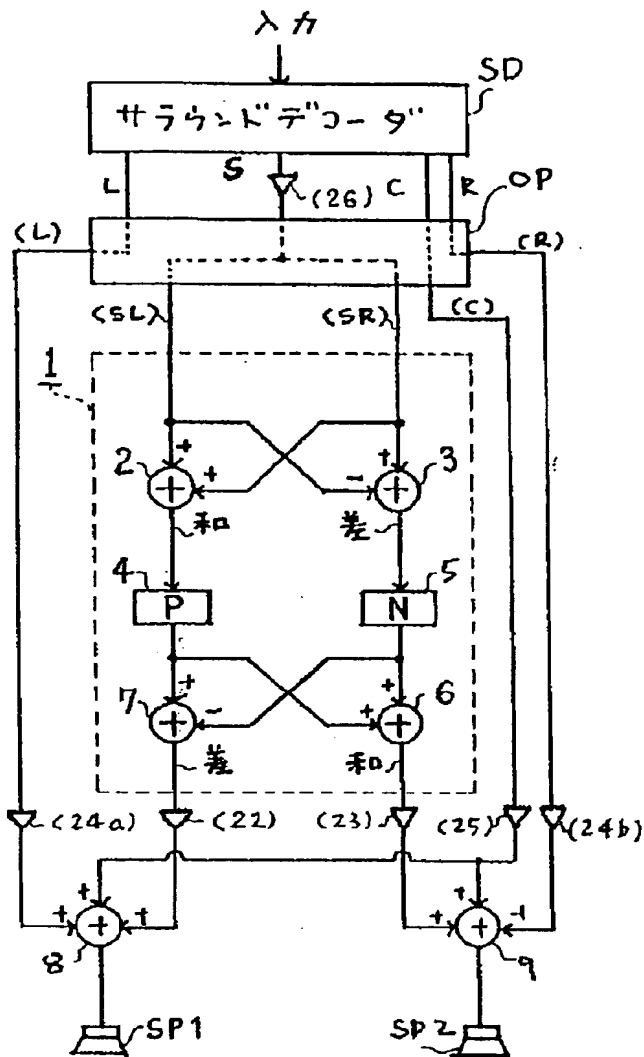 入力
SD
サラウンドデコーダ
L
S
(26)
C
R
OP
(L)
(R)
(SL)
(SR)
(C)
1
+
+
-
+
2
3
和
差
4
P
5
N
+
-
+
+
7
6
差
和
(24a)
(22)
(23)
(25)
(24b)
+
+
+
+
+
+
8
9
SP1
SP2